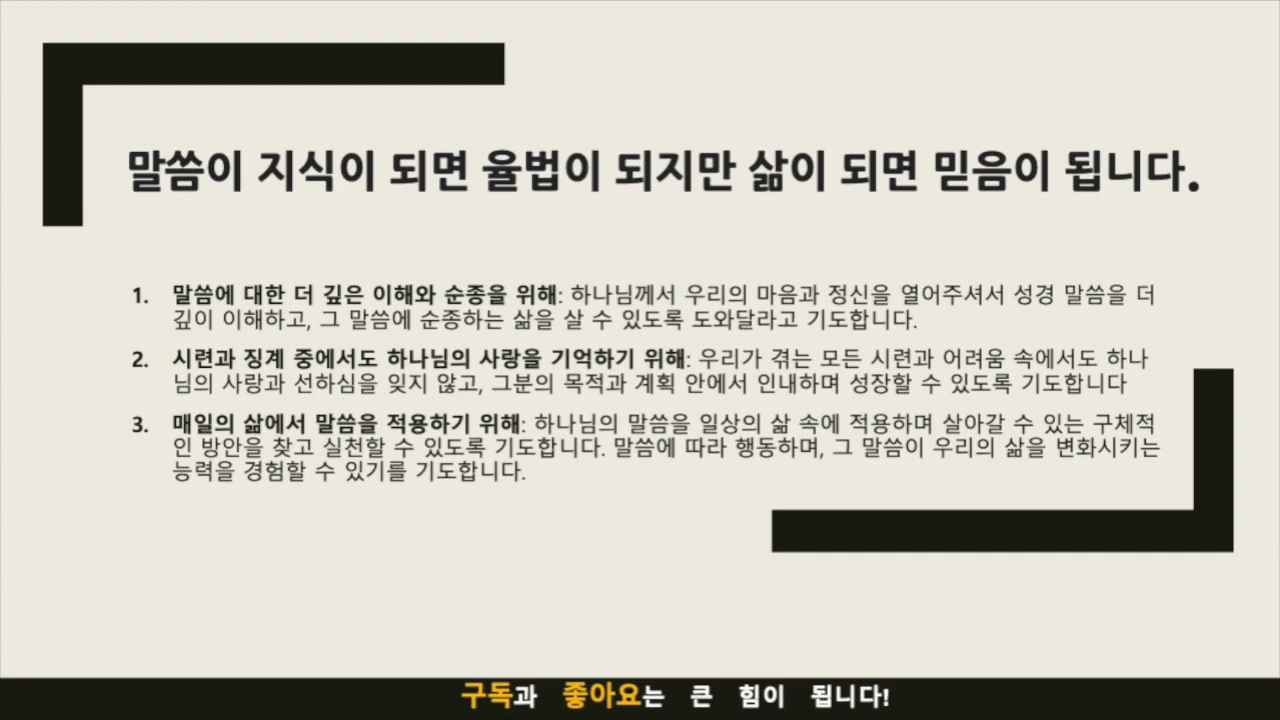 말씀이 지식이 되면 율법이 되지만 삶이 되면 믿음이 됩니다.
1. 말씀에 대한 더 깊은 이해와 순종을 위해: 하나님께서 우리의 마음과 정신을 열어주셔서 성경 말씀을 더
깊이 이해하고, 그 말씀에 순종하는 삶을 살 수 있도록 도와달라고 기도합니다.
2. 시련과 징계 중에서도 하나님의 사랑을 기억하기 위해: 우리가 겪는 모든 시련과 어려움 속에서도 하나
님의 사랑과 선하심을 잊지 않고, 그분의 목적과 계획 안에서 인내하며 성장할 수 있도록 기도합니다
3. 매일의 삶에서 말씀을 적용하기 위해: 하나님의 말씀을 일상의 삶 속에 적용하며 살아갈 수 있는 구체적
인 방안을 찾고 실천할 수 있도록 기도합니다. 말씀에 따라 행동하며, 그 말씀이 우리의 삶을 변화시키는
능력을 경험할 수 있기를 기도합니다.
구독과 좋아요는 큰 힘이 됩니다!